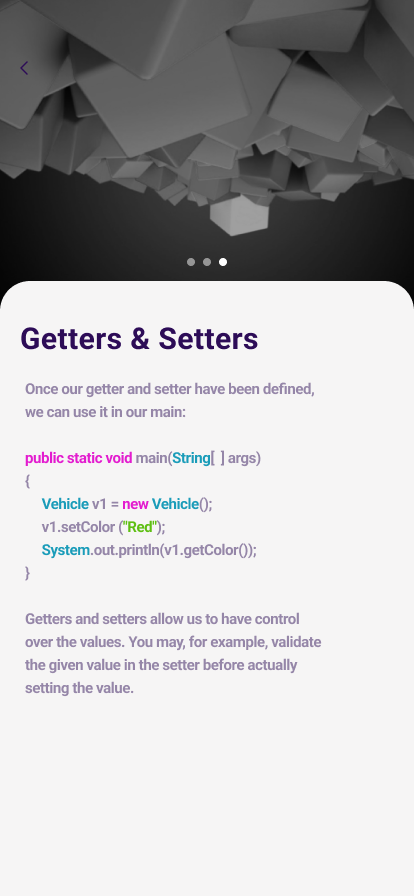 Getters & Setters
Once our getter and setter have been defined,
we can use it in our main:
public static void main(String[  ] args)
{
Vehicle v1 = new Vehicle();
v1.setColor ("Red");
System.out.println(v1.getColor());
}
Getters and setters allow us to have control
over the values. You may, for example, validate
the given value in the setter before actually
setting the value.